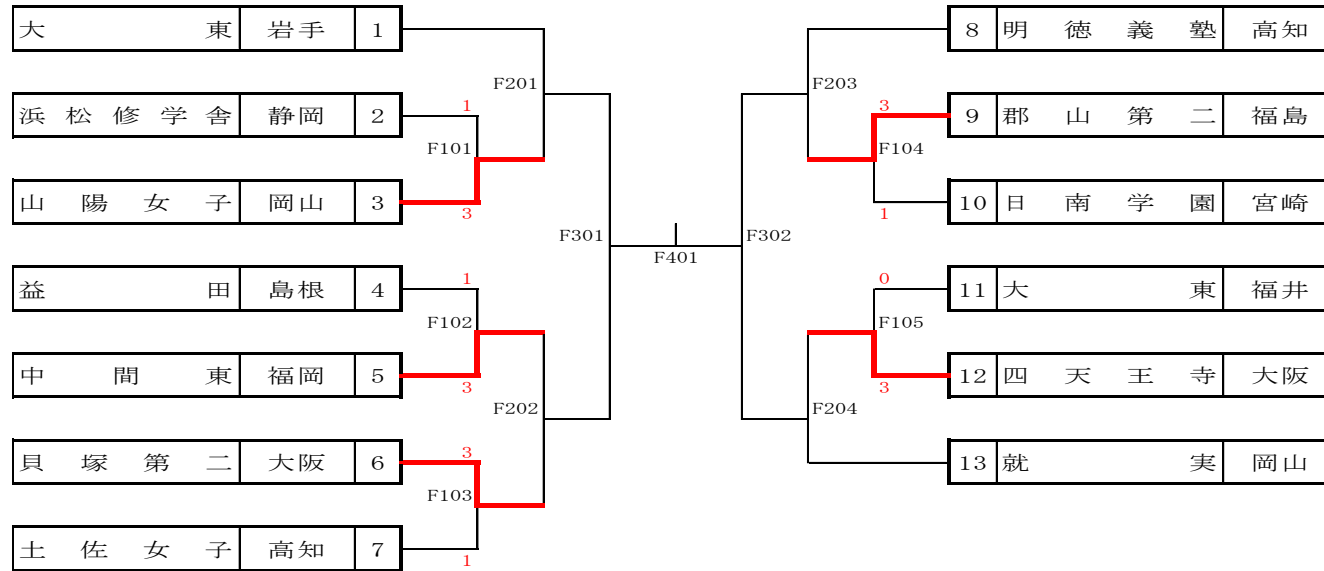 大東 岩手 1
F201
浜松修学舎 静岡 2
1
F101
山陽女子 岡山 3
3
F301
益田 島根 4
1
F102
中間東 福岡 5
3
F202
貝塚第二 大阪 6
3
F103
土佐女子 高知 7
1
F401
8 明徳義塾 高知
F203
3
9 郡山第二 福島
F104
10 日南学園 宮崎
1
F302
0
11 大東 福井
F105
12 四天王寺 大阪
3
F204
13 就実 岡山